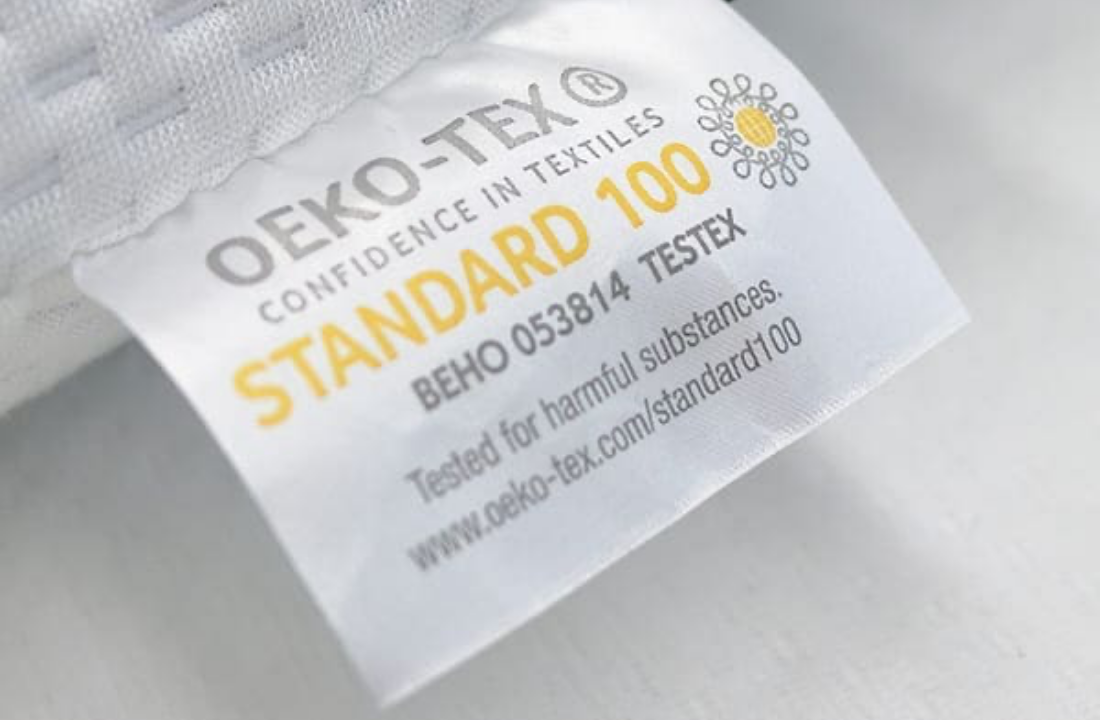 OEKO-TEX®
CONFIDENCE IN TEXTILES
STANDARD 100
BEHO 053814 TESTEX
Tested for harmful substances.
www.oeko-tex.com/standard100